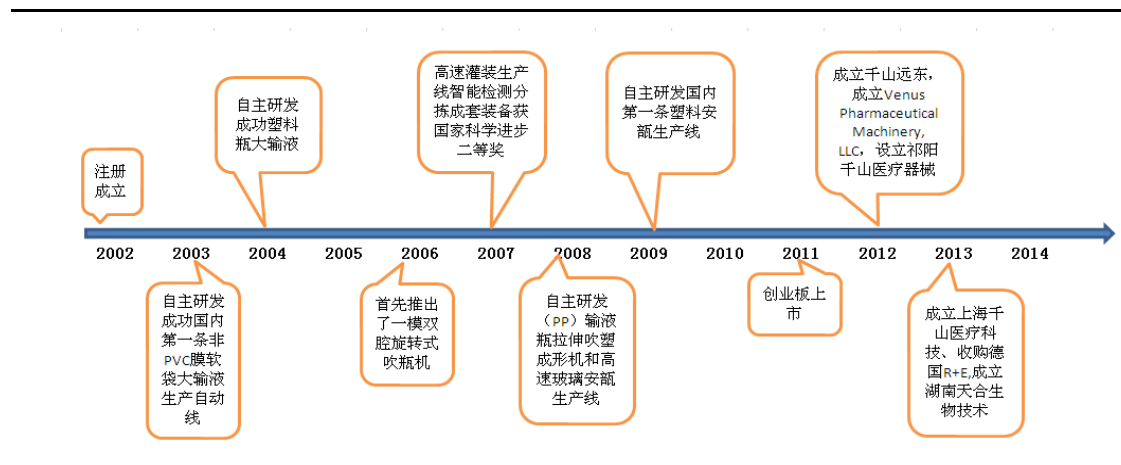 注册
成立
自主研发
成功塑料
瓶大输液
高速灌装生产
线智能检测分
拣成套装备获
国家科学进步
二等奖
自主研发国内
第一条塑料安
瓿生产线
成立千山远东，
成立Venus
Pharmaceutical
Machinery,
LLC，设立祁阳
千山医疗器械
2002 2003 2004 2005 2006 2007 2008 2009 2010 2011 2012 2013 2014
自主研发
成功国内
第一条非
PVC膜软
袋大输液
生产自动
线
首先推出
了一模双
腔旋转式
吹瓶机
自主研发
（PP）输液
瓶拉伸吹塑
成形机和高
速玻璃安瓿
生产线
创业板上
市
成立上海千
山医疗科
技、收购德
国R+E,成立
湖南天合生
物技术